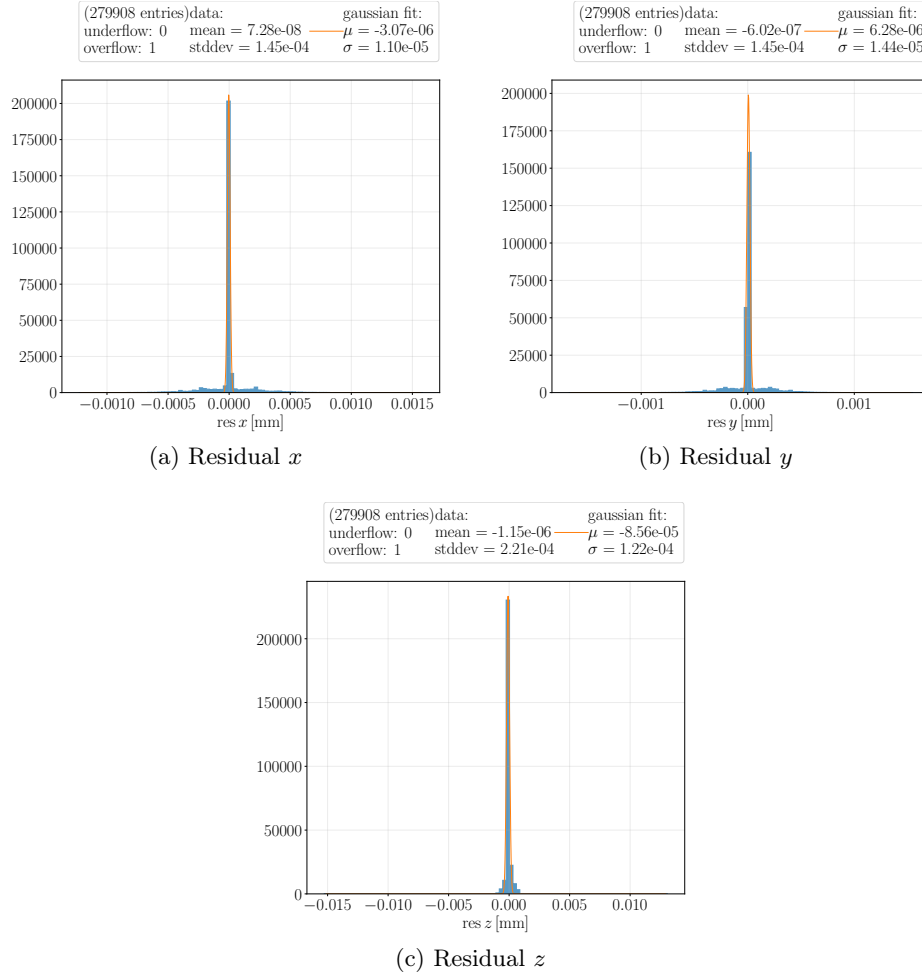 (279908 entries) data: gaussian fit:
underflow: 0 mean = 7.28e-08 μ = -3.07e-06
overflow: 1 stddev = 1.45e-04 σ = 1.10e-05
200000
175000
150000
125000
100000
75000
50000
25000
0
−0.0010 −0.0005 0.0000 0.0005 0.0010 0.0015
res x [mm]
(a) Residual x
(279908 entries) data: gaussian fit:
underflow: 0 mean = -6.02e-07 μ = 6.28e-06
overflow: 1 stddev = 1.45e-04 σ = 1.44e-05
200000
175000
150000
125000
100000
75000
50000
25000
0
−0.001 0.000 0.001
res y [mm]
(b) Residual y
(279908 entries) data: gaussian fit:
underflow: 0 mean = -1.15e-06 μ = -8.56e-05
overflow: 1 stddev = 2.21e-04 σ = 1.22e-04
200000
150000
100000
50000
0
−0.015 −0.010 −0.005 0.000 0.005 0.010
res z [mm]
(c) Residual z